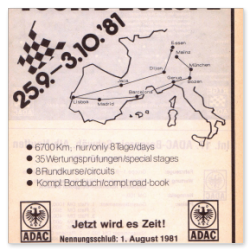 25.9.–3.10.'81
Essen
Mainz
München
Dijon
Genua
Bozen
Barcelona
Lissabon
Madrid
● 6700 Km, nur/only 8 Tage/days
● 35 Wertungsprüfungen/special stages
● 8 Rundkurse/circuits
● Kompl. Bordbuch/compl. road-book
ADAC
Jetzt wird es Zeit!
Nennungsschluß: 1. August 1981
ADAC